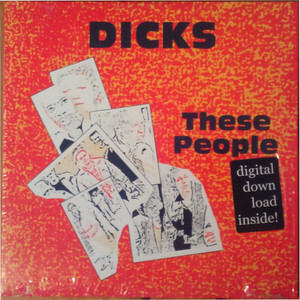 DICKS
These
People
digital
down
load
inside!